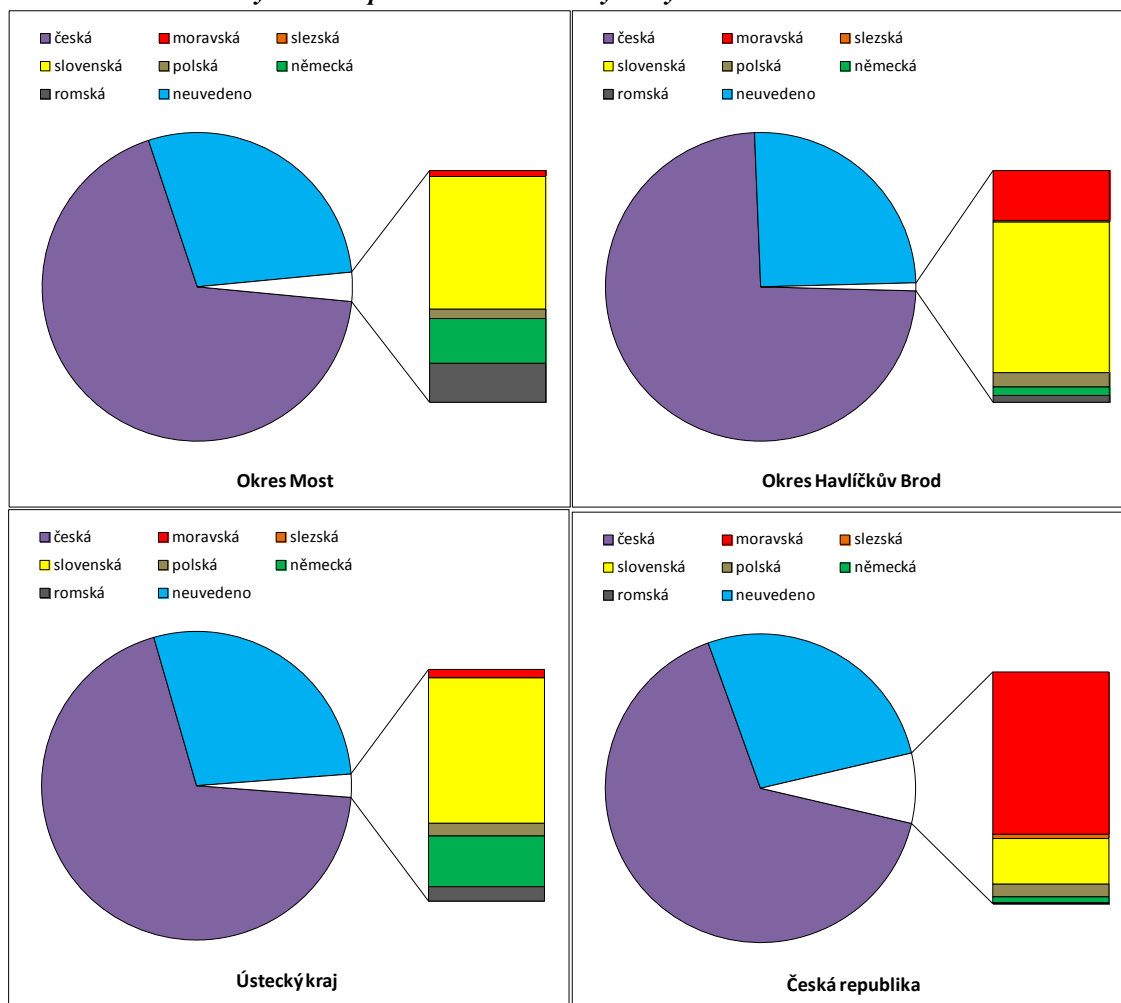 česká moravská slezská
slovenská polská německá
romská neuvedeno
Okres Most
česká moravská slezská
slovenská polská německá
romská neuvedeno
Okres Havlíčkův Brod
česká moravská slezská
slovenská polská německá
romská neuvedeno
Ústecký kraj
česká moravská slezská
slovenská polská německá
romská neuvedeno
Česká republika